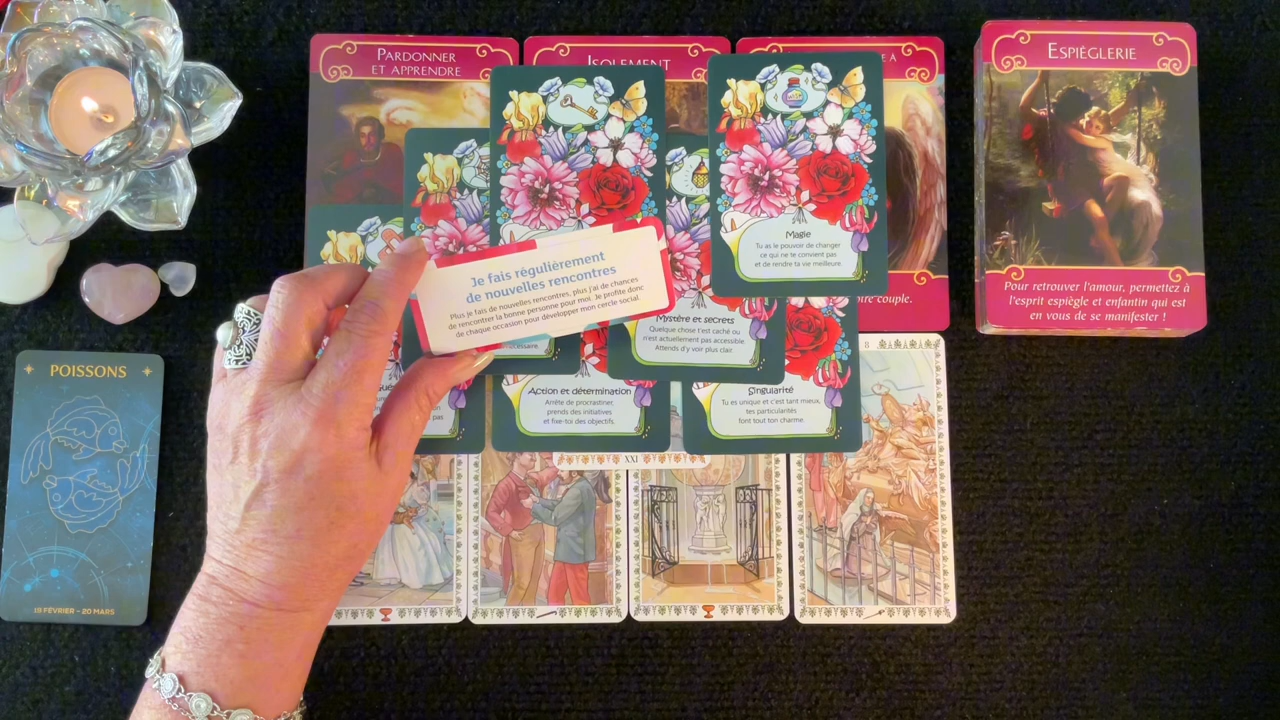 PARDONNER
ET APPRENDRE
ISOLEMENT
À
ESPIÈGLERIE
Magie
Tu as le pouvoir de changer
ce qui ne te convient pas
et de rendre ta vie meilleure.
Je fais régulièrement
de nouvelles rencontres
Plus je fais de nouvelles rencontres, plus j'ai de chances
de rencontrer la bonne personne pour moi. Je profite donc
de chaque occasion pour développer mon cercle social.
couple.
Pour retrouver l'amour, permettez à
l'esprit espiègle et enfantin qui est
en vous de se manifester !
Mystère et secrets
Quelque chose t'est caché ou
n'est actuellement pas accessible.
Attends d'y voir plus clair.
8
POISSONS
Action et détermination
Arrête de procrastiner,
prends des initiatives
et fixe-toi des objectifs.
Singularité
Tu es unique et c'est tant mieux,
tes particularités
font tout ton charme.
pas
XXI
19 FÉVRIER - 20 MARS